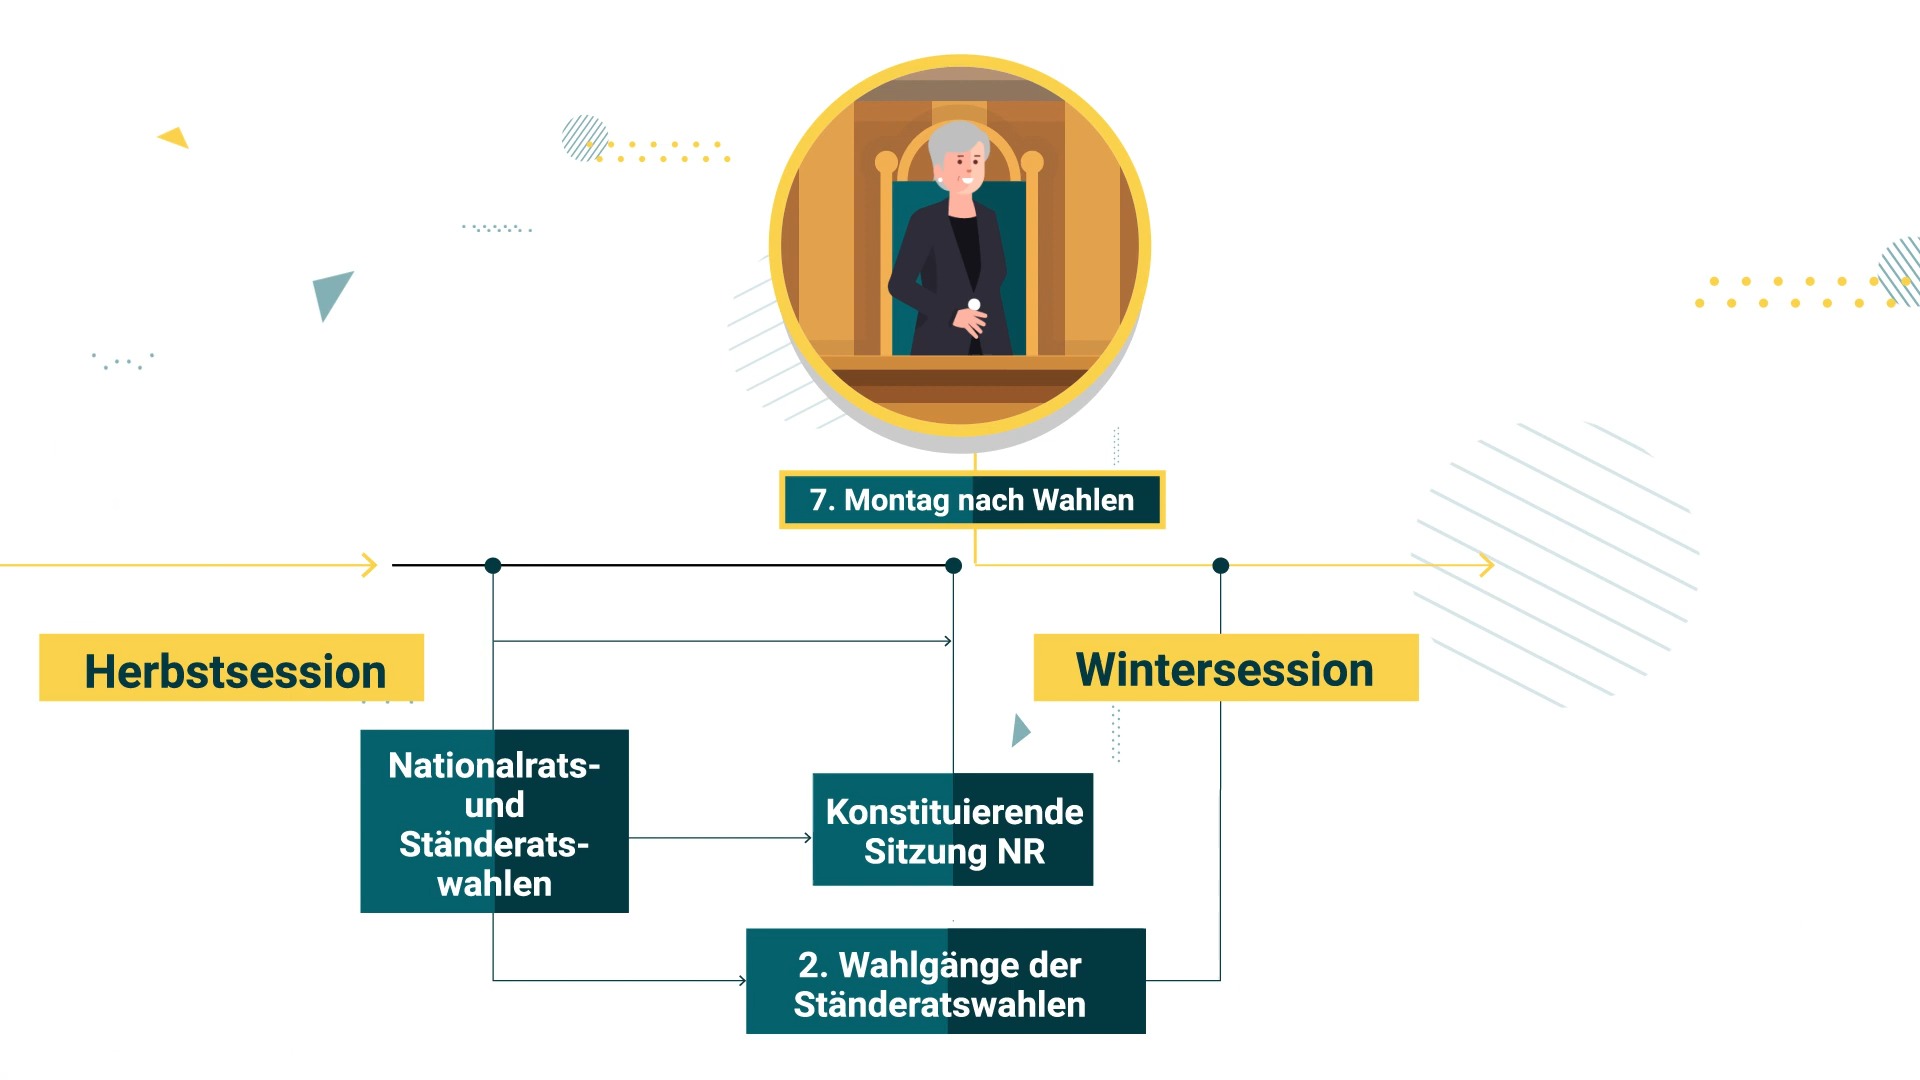 7. Montag nach Wahlen
Herbstsession
Wintersession
Nationalrats-
und
Ständerats-
wahlen
Konstituierende
Sitzung NR
2. Wahlgänge der
Ständeratswahlen